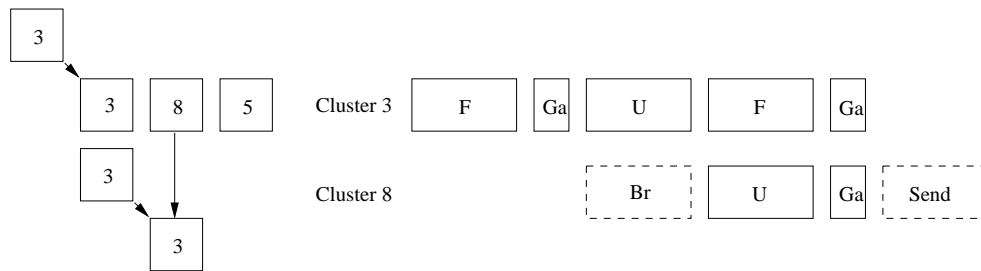 3
3 8 5 Cluster 3 F Ga U F Ga
3 Cluster 8 Br U Ga Send
3